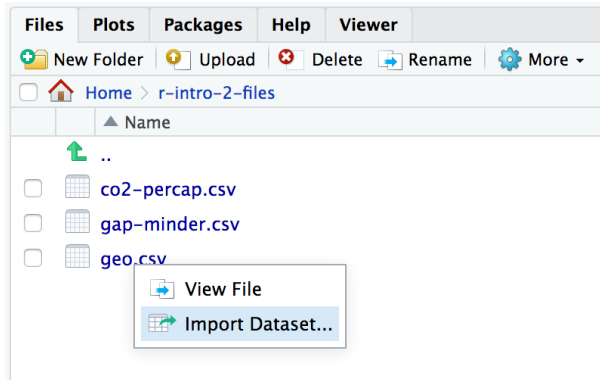 Files Plots Packages Help Viewer
New Folder Upload Delete Rename More
Home > r-intro-2-files
Name
..
co2-percap.csv
gap-minder.csv
geo.csv
View File
Import Dataset...